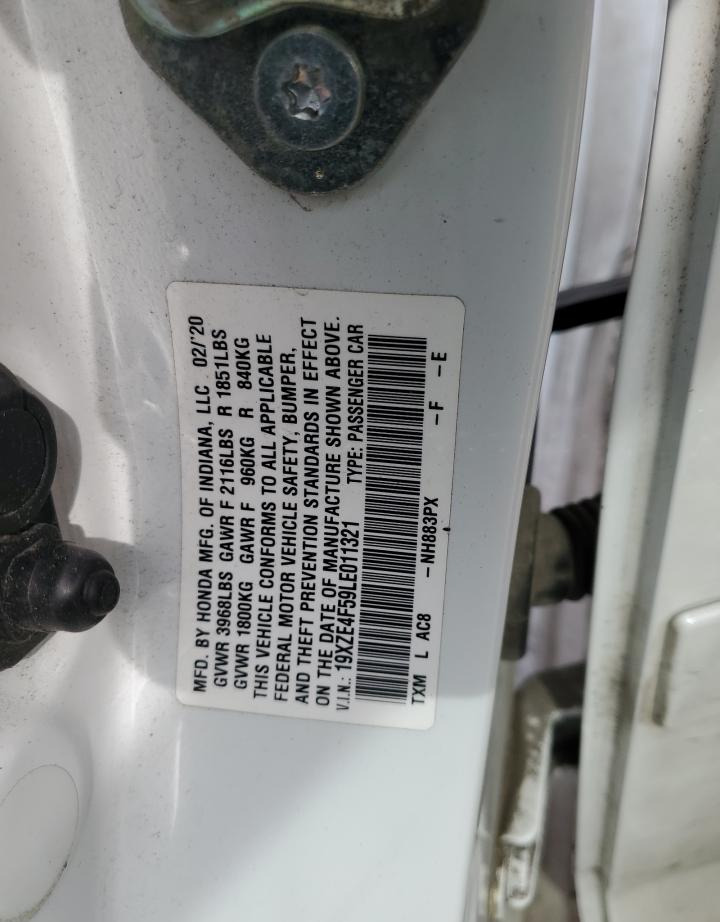 MFD. BY HONDA MFG. OF INDIANA, LLC 02/'20
GVWR 3968LBS GAWR F 2116LBS R 1851LBS
GVWR 1800KG GAWR F 960KG R 840KG
THIS VEHICLE CONFORMS TO ALL APPLICABLE
FEDERAL MOTOR VEHICLE SAFETY, BUMPER,
AND THEFT PREVENTION STANDARDS IN EFFECT
ON THE DATE OF MANUFACTURE SHOWN ABOVE.
V.I.N.: 19XZE4F59LE011321 TYPE: PASSENGER CAR
TXM L AC8 -NH883PX -F -E